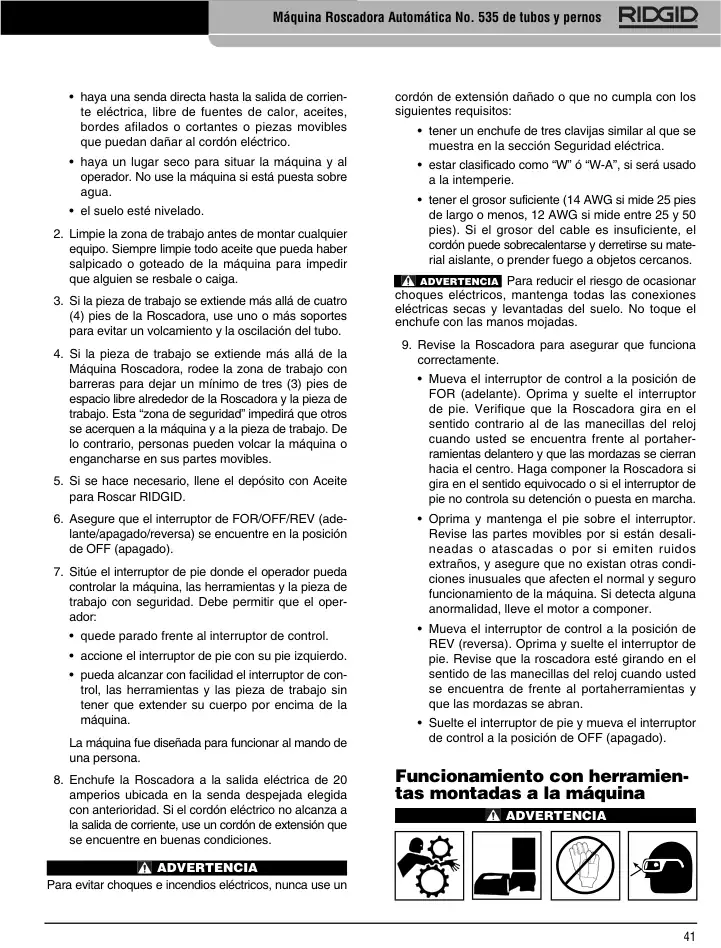 Máquina Roscadora Automática No. 535 de tubos y pernos
RIDGID
• haya una senda directa hasta la salida de corrien-
te eléctrica, libre de fuentes de calor, aceites,
bordes afilados o cortantes o piezas movibles
que puedan dañar al cordón eléctrico.
• haya un lugar seco para situar la máquina y al
operador. No use la máquina si está puesta sobre
agua.
• el suelo esté nivelado.
2. Limpie la zona de trabajo antes de montar cualquier
equipo. Siempre limpie todo aceite que pueda haber
salpicado o goteado de la máquina para impedir
que alguien se resbale o caiga.
3. Si la pieza de trabajo se extiende más allá de cuatro
(4) pies de la Roscadora, use uno o más soportes
para evitar un volcamiento y la oscilación del tubo.
4. Si la pieza de trabajo se extiende más allá de la
Máquina Roscadora, rodee la zona de trabajo con
barreras para dejar un mínimo de tres (3) pies de
espacio libre alrededor de la Roscadora y la pieza de
trabajo. Esta “zona de seguridad” impedirá que otros
se acerquen a la máquina y a la pieza de trabajo. De
lo contrario, personas pueden volcar la máquina o
engancharse en sus partes movibles.
5. Si se hace necesario, llene el depósito con Aceite
para Roscar RIDGID.
6. Asegure que el interruptor de FOR/OFF/REV (ade-
lante/apagado/reversa) se encuentre en la posición
de OFF (apagado).
7. Sitúe el interruptor de pie donde el operador pueda
controlar la máquina, las herramientas y la pieza de
trabajo con seguridad. Debe permitir que el oper-
ador:
• quede parado frente al interruptor de control.
• accione el interruptor de pie con su pie izquierdo.
• pueda alcanzar con facilidad el interruptor de con-
trol, las herramientas y las pieza de trabajo sin
tener que extender su cuerpo por encima de la
máquina.
La máquina fue diseñada para funcionar al mando de
una persona.
8. Enchufe la Roscadora a la salida eléctrica de 20
amperios ubicada en la senda despejada elegida
con anterioridad. Si el cordón eléctrico no alcanza a
la salida de corriente, use un cordón de extensión que
se encuentre en buenas condiciones.
ADVERTENCIA
Para evitar choques e incendios eléctricos, nunca use un
cordón de extensión dañado o que no cumpla con los
siguientes requisitos:
• tener un enchufe de tres clavijas similar al que se
muestra en la sección Seguridad eléctrica.
• estar clasificado como “W” ó “W-A”, si será usado
a la intemperie.
• tener el grosor suficiente (14 AWG si mide 25 pies
de largo o menos, 12 AWG si mide entre 25 y 50
pies). Si el grosor del cable es insuficiente, el
cordón puede sobrecalentarse y derretirse su mate-
rial aislante, o prender fuego a objetos cercanos.
ADVERTENCIA Para reducir el riesgo de ocasionar
choques eléctricos, mantenga todas las conexiones
eléctricas secas y levantadas del suelo. No toque el
enchufe con las manos mojadas.
9. Revise la Roscadora para asegurar que funciona
correctamente.
• Mueva el interruptor de control a la posición de
FOR (adelante). Oprima y suelte el interruptor
de pie. Verifique que la Roscadora gira en el
sentido contrario al de las manecillas del reloj
cuando usted se encuentra frente al portaher-
ramientas delantero y que las mordazas se cierran
hacia el centro. Haga componer la Roscadora si
gira en el sentido equivocado o si el interruptor de
pie no controla su detención o puesta en marcha.
• Oprima y mantenga el pie sobre el interruptor.
Revise las partes movibles por si están desali-
neadas o atascadas o por si emiten ruidos
extraños, y asegure que no existan otras condi-
ciones inusuales que afecten el normal y seguro
funcionamiento de la máquina. Si detecta alguna
anormalidad, lleve el motor a componer.
• Mueva el interruptor de control a la posición de
REV (reversa). Oprima y suelte el interruptor de
pie. Revise que la roscadora esté girando en el
sentido de las manecillas del reloj cuando usted
se encuentra de frente al portaherramientas y
que las mordazas se abran.
• Suelte el interruptor de pie y mueva el interruptor
de control a la posición de OFF (apagado).
Funcionamiento con herramien-
tas montadas a la máquina
ADVERTENCIA
41